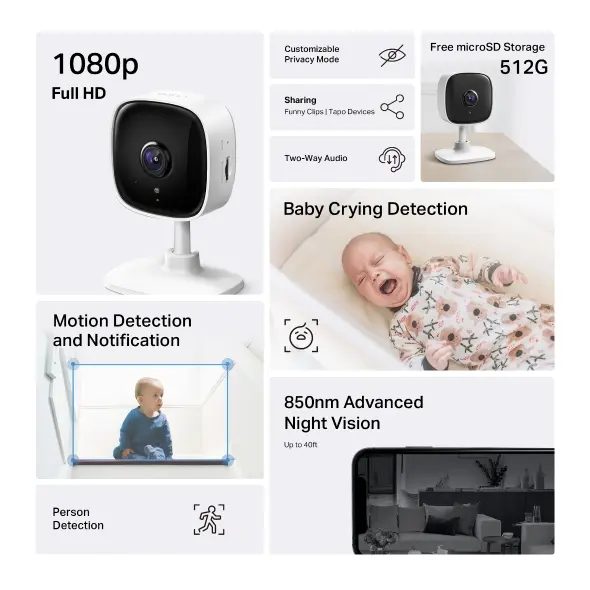 1080p
Full HD
Customizable
Privacy Mode
Sharing
Funny Clips | Tapo Devices
Two-Way Audio
Free microSD Storage
512G
Baby Crying Detection
Motion Detection
and Notification
850nm Advanced
Night Vision
Up to 40ft
Person
Detection